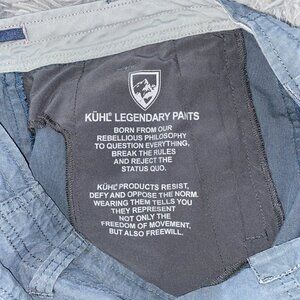 KÜHL® LEGENDARY PANTS
BORN FROM OUR
REBELLIOUS PHILOSOPHY
TO QUESTION EVERYTHING,
BREAK THE RULES
AND REJECT THE
STATUS QUO.
KÜHL® PRODUCTS RESIST,
DEFY AND OPPOSE THE NORM.
WEARING THEM TELLS YOU
THEY REPRESENT
NOT ONLY THE
FREEDOM OF MOVEMENT,
BUT ALSO FREEWILL.